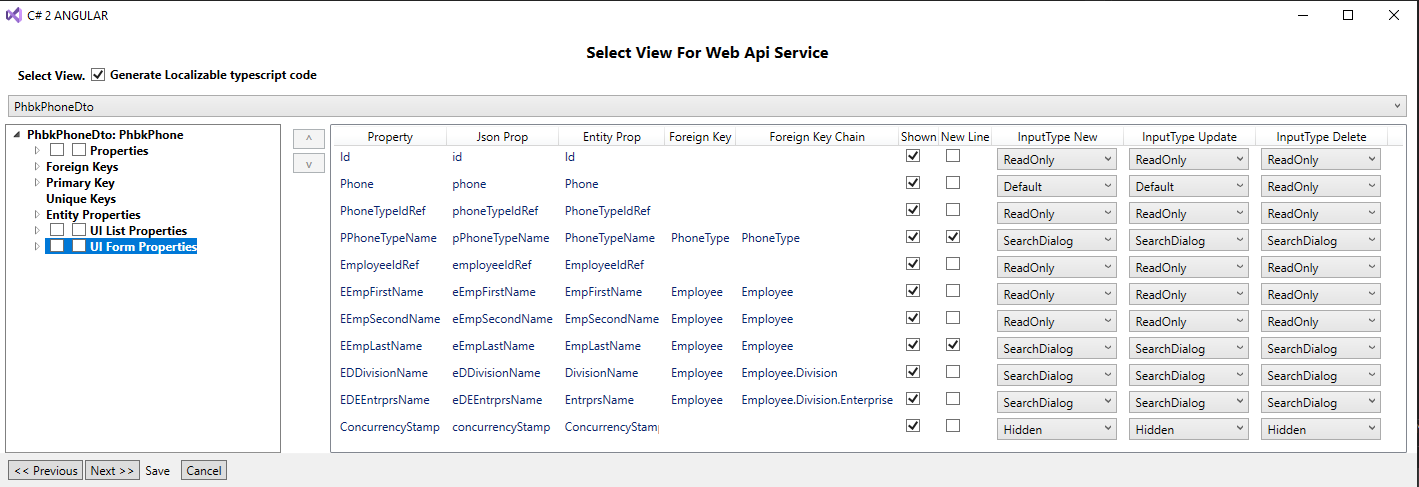 C# 2 ANGULAR
Select View For Web Api Service
Select View. Generate Localizable typescript code
PhbkPhoneDto
PhbkPhoneDto: PhbkPhone
Properties
Foreign Keys
Primary Key
Unique Keys
Entity Properties
UI List Properties
UI Form Properties
Property Json Prop Entity Prop Foreign Key Foreign Key Chain Shown New Line InputType New InputType Update InputType Delete
Id id Id ReadOnly ReadOnly ReadOnly
Phone phone Phone Default Default ReadOnly
PhoneTypeIdRef phoneTypeIdRef PhoneTypeIdRef ReadOnly ReadOnly ReadOnly
PPhoneTypeName pPhoneTypeName PhoneTypeName PhoneType PhoneType SearchDialog SearchDialog SearchDialog
EmployeeIdRef employeeIdRef EmployeeIdRef ReadOnly ReadOnly ReadOnly
EEmpFirstName eEmpFirstName EmpFirstName Employee Employee ReadOnly ReadOnly ReadOnly
EEmpSecondName eEmpSecondName EmpSecondName Employee Employee ReadOnly ReadOnly ReadOnly
EEmpLastName eEmpLastName EmpLastName Employee Employee SearchDialog SearchDialog SearchDialog
EDDivisionName eDDivisionName DivisionName Employee Employee.Division SearchDialog SearchDialog SearchDialog
EDEEntrprsName eDEEntrprsName EntrprsName Employee Employee.Division.Enterprise SearchDialog SearchDialog SearchDialog
ConcurrencyStamp concurrencyStamp ConcurrencyStam Hidden Hidden Hidden
<< Previous Next >> Save Cancel